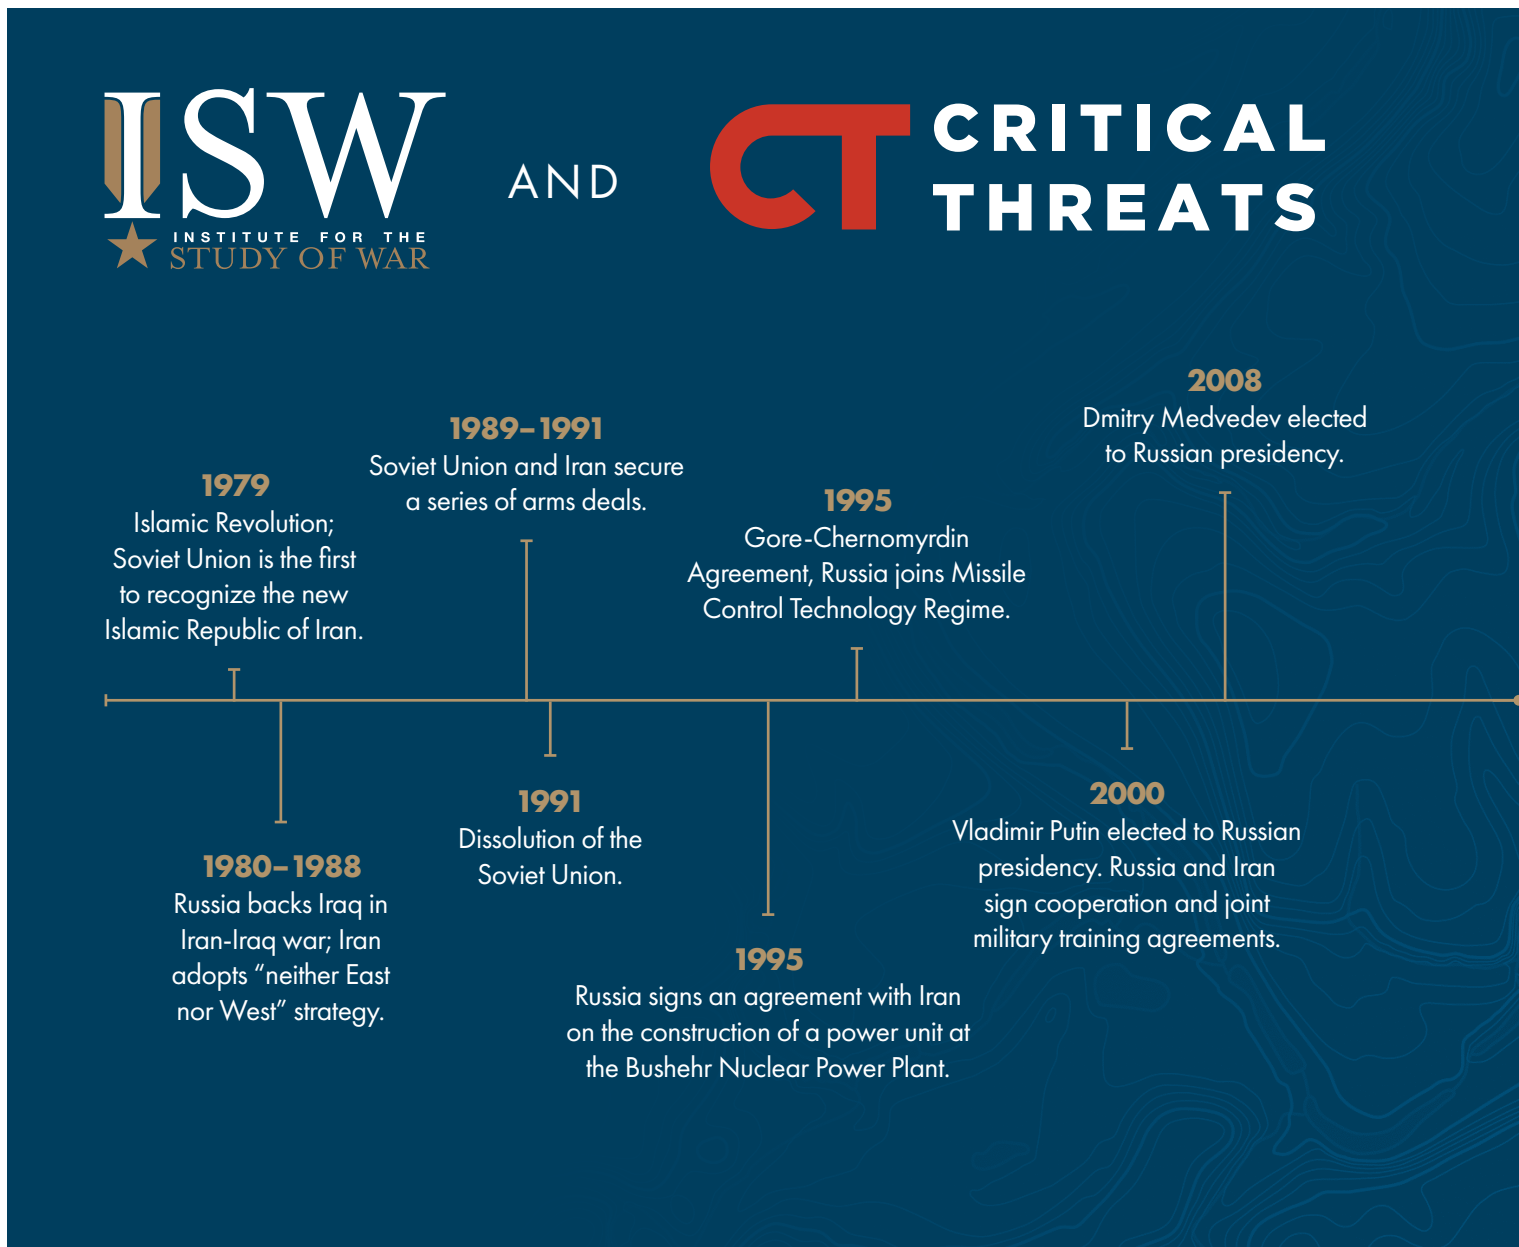 ISW
INSTITUTE FOR THE
STUDY OF WAR
AND
CT
CRITICAL
THREATS
1979
Islamic Revolution;
Soviet Union is the first
to recognize the new
Islamic Republic of Iran.
1980–1988
Russia backs Iraq in
Iran-Iraq war; Iran
adopts “neither East
nor West” strategy.
1989–1991
Soviet Union and Iran secure
a series of arms deals.
1991
Dissolution of the
Soviet Union.
1995
Russia signs an agreement with Iran
on the construction of a power unit at
the Bushehr Nuclear Power Plant.
1995
Gore-Chernomyrdin
Agreement, Russia joins Missile
Control Technology Regime.
2000
Vladimir Putin elected to Russian
presidency. Russia and Iran
sign cooperation and joint
military training agreements.
2008
Dmitry Medvedev elected
to Russian presidency.